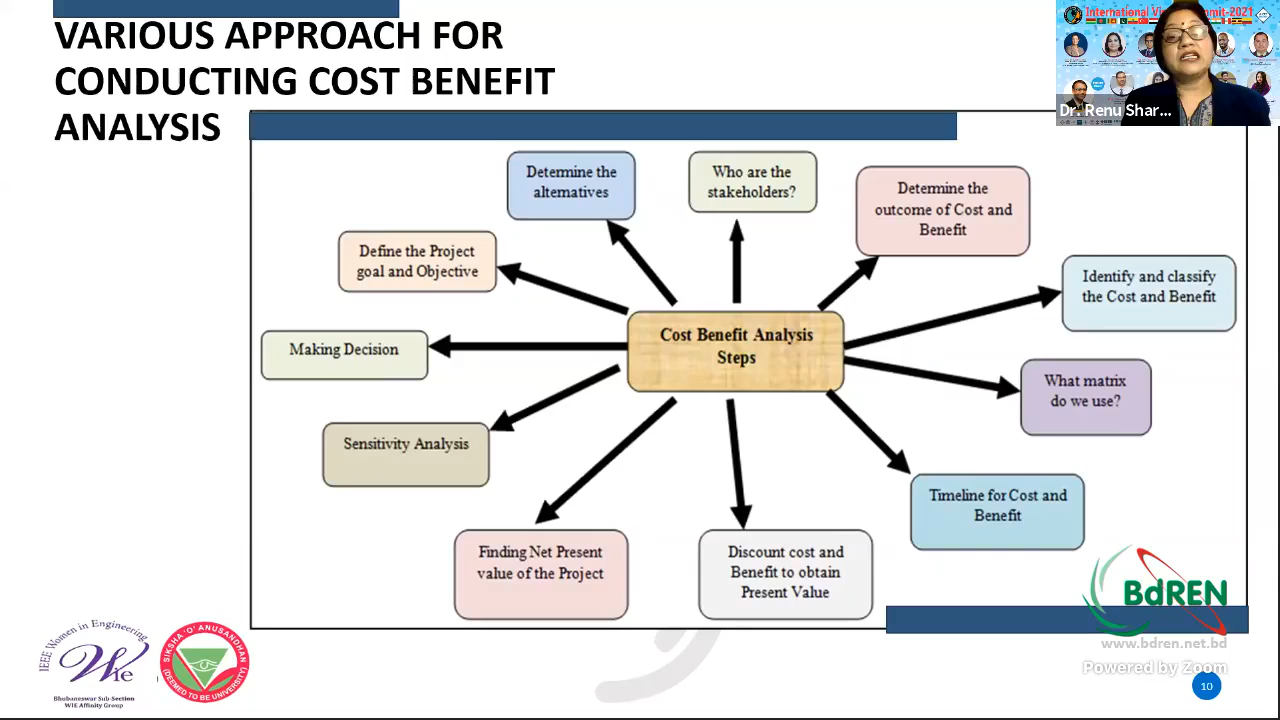 VARIOUS APPROACH FOR
CONDUCTING COST BENEFIT
ANALYSIS
International
mmit-2021
Dr. Renu Shar...
Determine the
alternatives
Who are the
stakeholders?
Determine the
outcome of Cost and
Benefit
Define the Project
goal and Objective
Identify and classify
the Cost and Benefit
Cost Benefit Analysis
Steps
Making Decision
What matrix
do we use?
Sensitivity Analysis
Timeline for Cost and
Benefit
Finding Net Present
value of the Project
Discount cost and
Benefit to obtain
Present Value
BdREN
www.bdren.net.bd
Powered by Zoom
IEEE Women in Engineering
Wie
Bhubaneswar Sub-Section
WIE Affinity Group
SIKSHA 'O' ANUSANDHAN
(DEEMED TO BE UNIVERSITY)
10